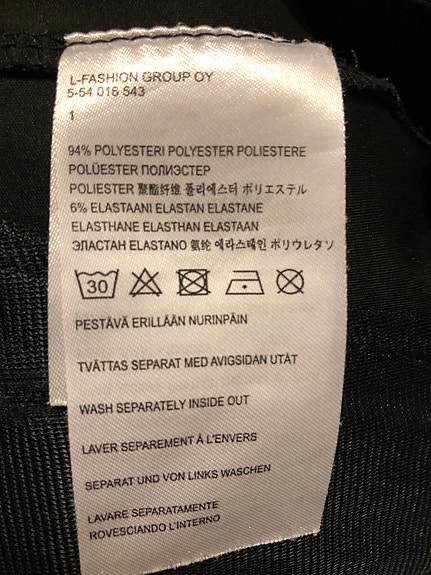 L-FASHION GROUP OY
5-54 016 543
1
94% POLYESTERI POLYESTER POLIESTERE
POLÜESTER ПОЛИЭСТЕР
POLIESTER 聚酯纤维 폴리에스터 ポリエステル
6% ELASTAANI ELASTAN ELASTANE
ELASTHANE ELASTHAN ELASTAAN
ЭЛАСТАН ELASTANO 氨纶 에라스테인 ポリウレタン
30
PESTÄVÄ ERILLÄÄN NURINPÄIN
TVÄTTAS SEPARAT MED AVIGSIDAN UTÅT
WASH SEPARATELY INSIDE OUT
LAVER SEPAREMENT À L'ENVERS
SEPARAT UND VON LINKS WASCHEN
LAVARE SEPARATAMENTE
ROVESCIANDO L'INTERNO